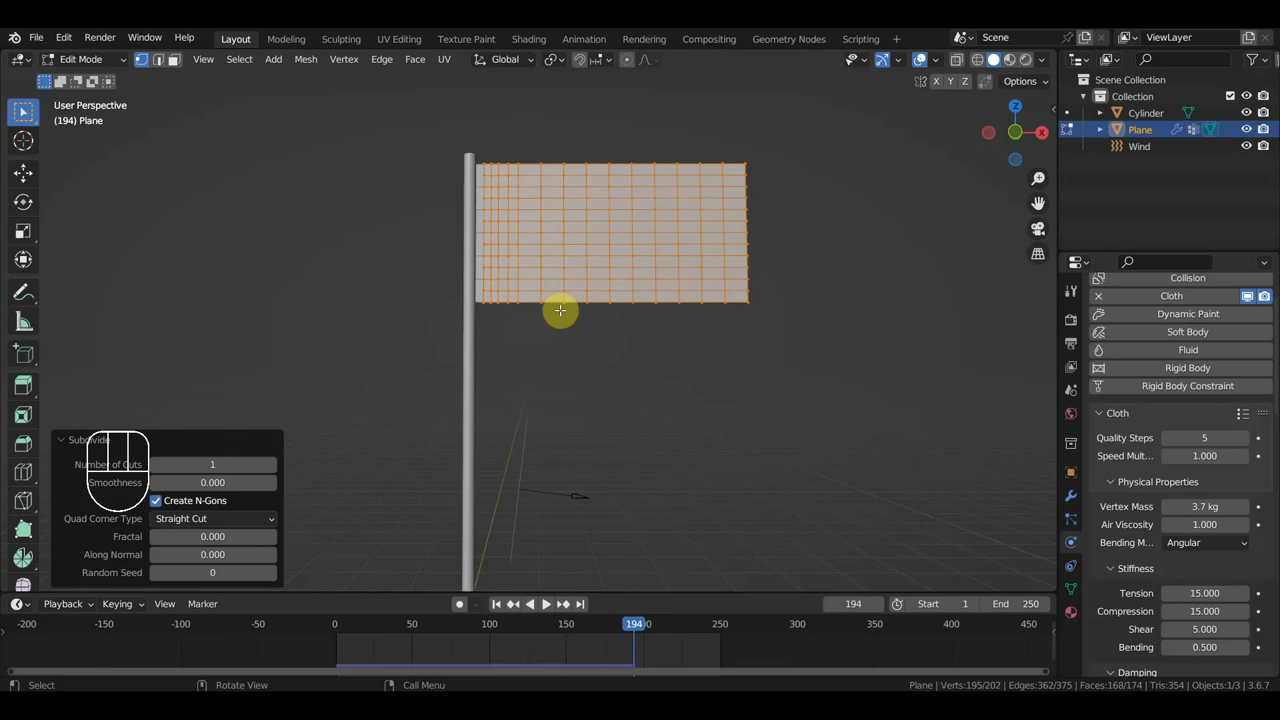 File Edit Render Window Help Layout Modeling Sculpting UV Editing Texture Paint Shading Animation Rendering Compositing Geometry Nodes Scripting + Scene ViewLayer
Edit Mode View Select Add Mesh Vertex Edge Face UV Global
X Y Z Options
User Perspective
(194) Plane
Z
X
Scene Collection
Collection
Cylinder
Plane
Wind
Collision
Cloth
Dynamic Paint
Soft Body
Fluid
Rigid Body
Rigid Body Constraint
Cloth
Quality Steps 5
Speed Mult... 1.000
Physical Properties
Vertex Mass 3.7 kg
Air Viscosity 1.000
Bending M... Angular
Stiffness
Tension 15.000
Compression 15.000
Shear 5.000
Bending 0.500
Damping
Subdivide
Number of Cuts 1
Smoothness 0.000
Create N-Gons
Quad Corner Type Straight Cut
Fractal 0.000
Along Normal 0.000
Random Seed 0
Playback Keying View Marker 194 Start 1 End 250
-200 -150 -100 -50 0 50 100 150 194 250 300 350 400 450
Select Rotate View Call Menu Plane | Verts:195/202 | Edges:362/375 | Faces:168/174 | Tris:354 | Objects:1/3 | 3.6.7